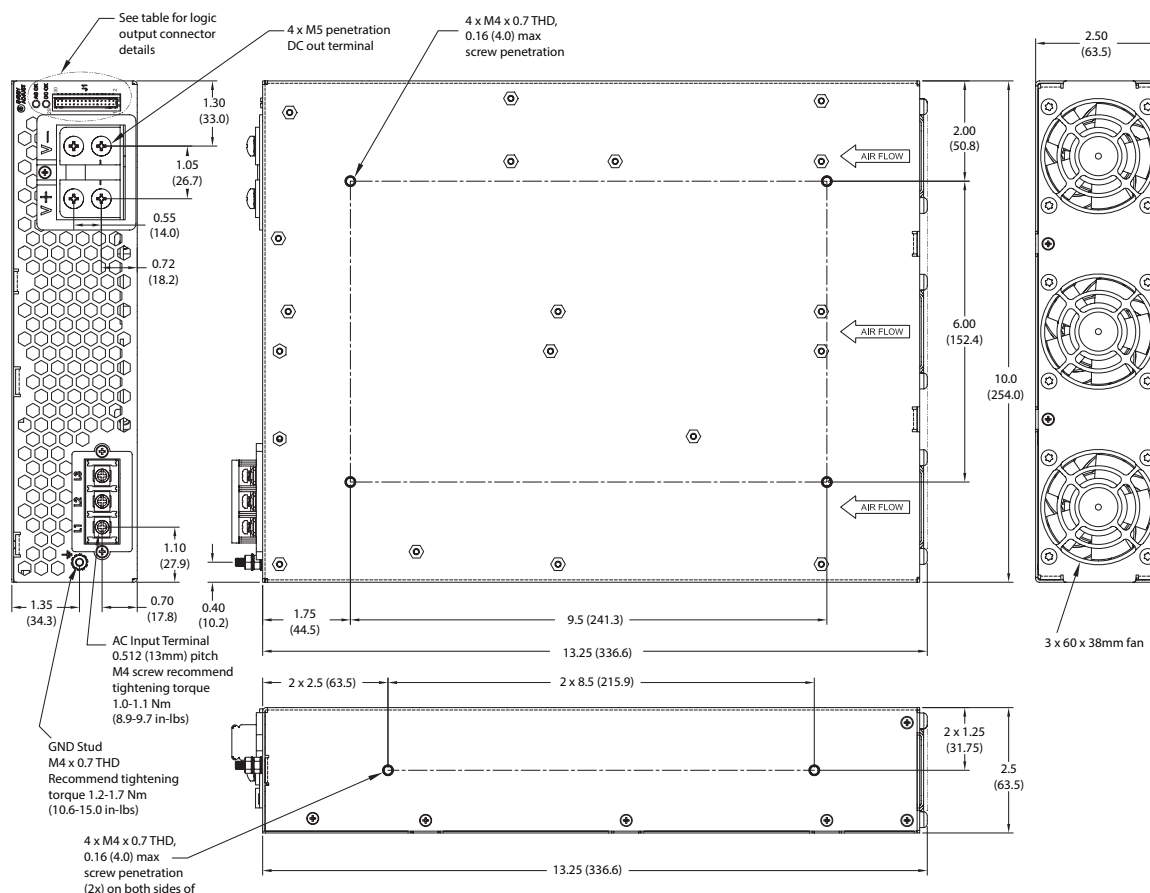 See table for logic
output connector
details
4 x M5 penetration
DC out terminal
4 x M4 x 0.7 THD,
0.16 (4.0) max
screw penetration
2.50
(63.5)
AC OK
DC OK
J1
2
V-
V+
1.30
(33.0)
1.05
(26.7)
0.55
(14.0)
0.72
(18.2)
AIR FLOW
AIR FLOW
AIR FLOW
2.00
(50.8)
6.00
(152.4)
10.0
(254.0)
L3
L2
L1
1.10
(27.9)
1.35
(34.3)
0.70
(17.8)
0.40
(10.2)
1.75
(44.5)
9.5 (241.3)
13.25 (336.6)
3 x 60 x 38mm fan
AC Input Terminal
0.512 (13mm) pitch
M4 screw recommend
tightening torque
1.0-1.1 Nm
(8.9-9.7 in-lbs)
GND Stud
M4 x 0.7 THD
Recommend tightening
torque 1.2-1.7 Nm
(10.6-15.0 in-lbs)
2 x 2.5 (63.5)
2 x 8.5 (215.9)
2 x 1.25
(31.75)
2.5
(63.5)
4 x M4 x 0.7 THD,
0.16 (4.0) max
screw penetration
(2x) on both sides of
13.25 (336.6)